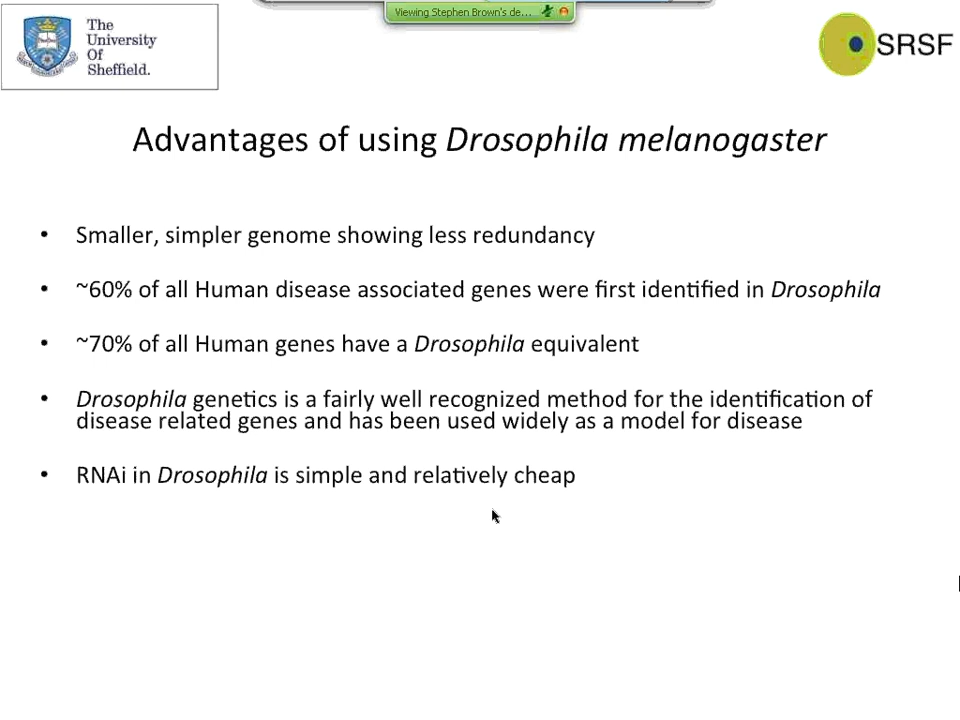 Viewing Stephen Brown's de...
The
University
Of
Sheffield.
SRSF
Advantages of using Drosophila melanogaster
• Smaller, simpler genome showing less redundancy
• ~60% of all Human disease associated genes were first identified in Drosophila
• ~70% of all Human genes have a Drosophila equivalent
• Drosophila genetics is a fairly well recognized method for the identification of
disease related genes and has been used widely as a model for disease
• RNAi in Drosophila is simple and relatively cheap